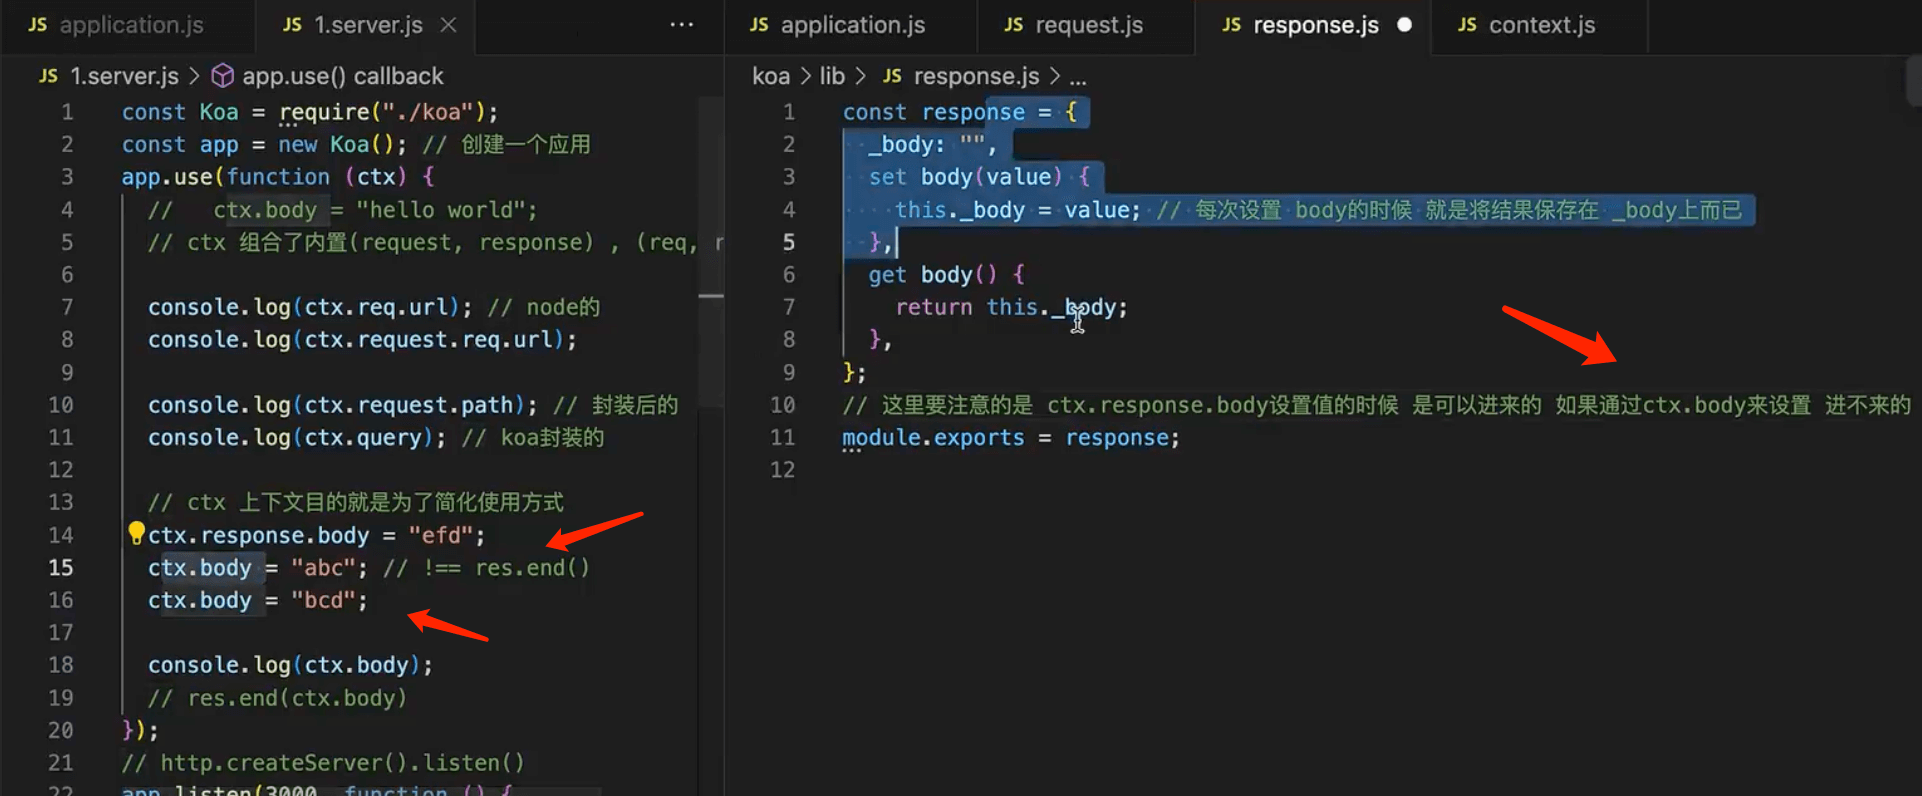 JS application.js
JS 1.server.js
JS application.js
JS request.js
JS response.js
JS context.js
JS 1.server.js > app.use() callback
1 const Koa = require("./koa");
2 const app = new Koa(); // 创建一个应用
3 app.use(function (ctx) {
4 //   ctx.body = "hello world";
5 // ctx 组合了内置(request, response) , (req, r
6
7 console.log(ctx.req.url); // node的
8 console.log(ctx.request.req.url);
9
10 console.log(ctx.request.path); // 封装后的
11 console.log(ctx.query); // koa封装的
12
13 // ctx 上下文目的就是为了简化使用方式
14 ctx.response.body = "efd";
15 ctx.body = "abc"; // !== res.end()
16 ctx.body = "bcd";
17
18 console.log(ctx.body);
19 // res.end(ctx.body)
20 });
21 // http.createServer().listen()
22 app.listen(3000, function () {
koa > lib > JS response.js > ...
1 const response = {
2 _body: "",
3 set body(value) {
4 this._body = value; // 每次设置 body的时候 就是将结果保存在 _body上而已
5 },
6 get body() {
7 return this._body;
8 },
9 };
10 // 这里要注意的是 ctx.response.body设置值的时候 是可以进来的 如果通过ctx.body来设置 进不来的
11 module.exports = response;
12